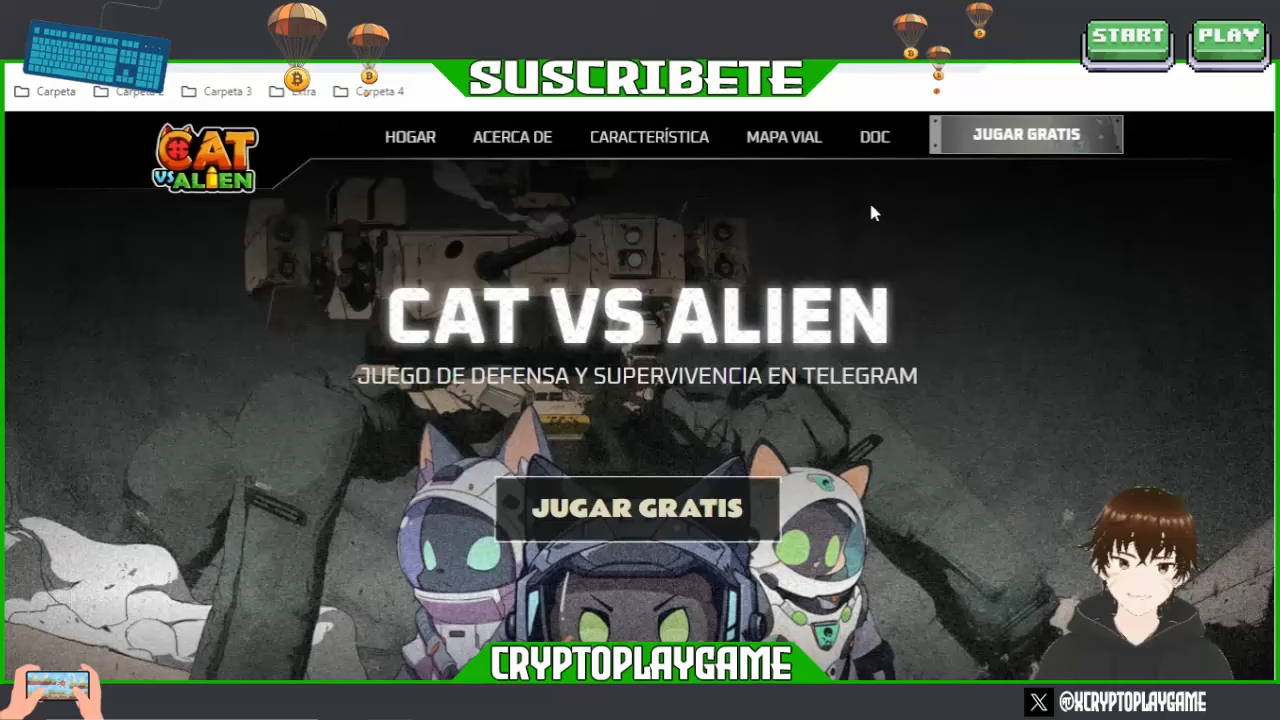 START
PLAY
SUSCRIBETE
Carpeta
Carpeta 3
Extra
Carpeta 4
CAT
VS ALIEN
HOGAR
ACERCA DE
CARACTERÍSTICA
MAPA VIAL
DOC
JUGAR GRATIS
CAT VS ALIEN
JUEGO DE DEFENSA Y SUPERVIVENCIA EN TELEGRAM
JUGAR GRATIS
CRYPTOPLAYGAME
X @XCRYPTOPLAYGAME